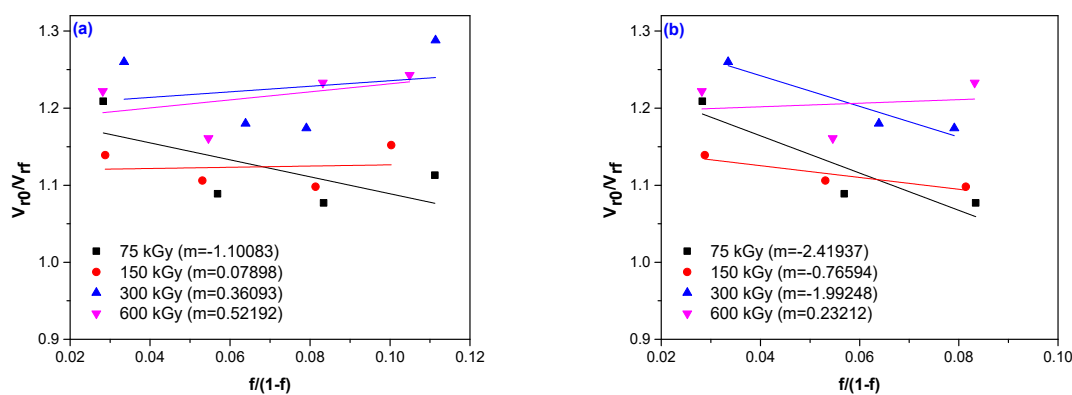 (a)
1.3
1.2
1.1
1.0
0.9
V_r0/V_rf
75 kGy (m=-1.10083)
150 kGy (m=0.07898)
300 kGy (m=0.36093)
600 kGy (m=0.52192)
0.02 0.04 0.06 0.08 0.10 0.12
f/(1-f)
(b)
1.3
1.2
1.1
1.0
0.9
V_r0/V_rf
75 kGy (m=-2.41937)
150 kGy (m=-0.76594)
300 kGy (m=-1.99248)
600 kGy (m=0.23212)
0.02 0.04 0.06 0.08 0.10
f/(1-f)